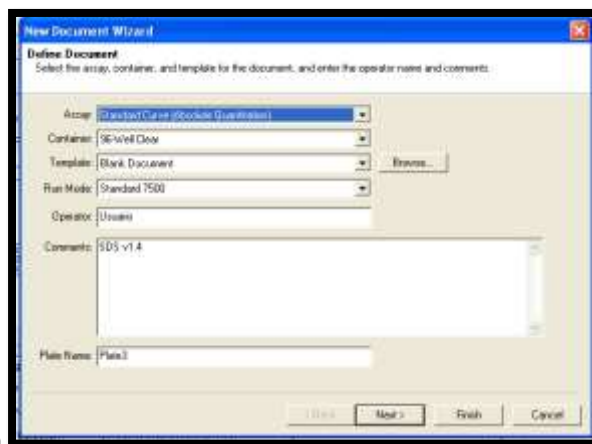 New Document Wizard
Define Document
Select the assay, container, and template for the document, and enter the operator name and comments.
Assay: Standard Curve (Absolute Quantitation)
Container: 96-Well Clear
Template: Blank Document
Browse...
Run Mode: Standard 7500
Operator: Usuario
Comments: SDS v1.4
Plate Name: Plate3
< Back
Next >
Finish
Cancel